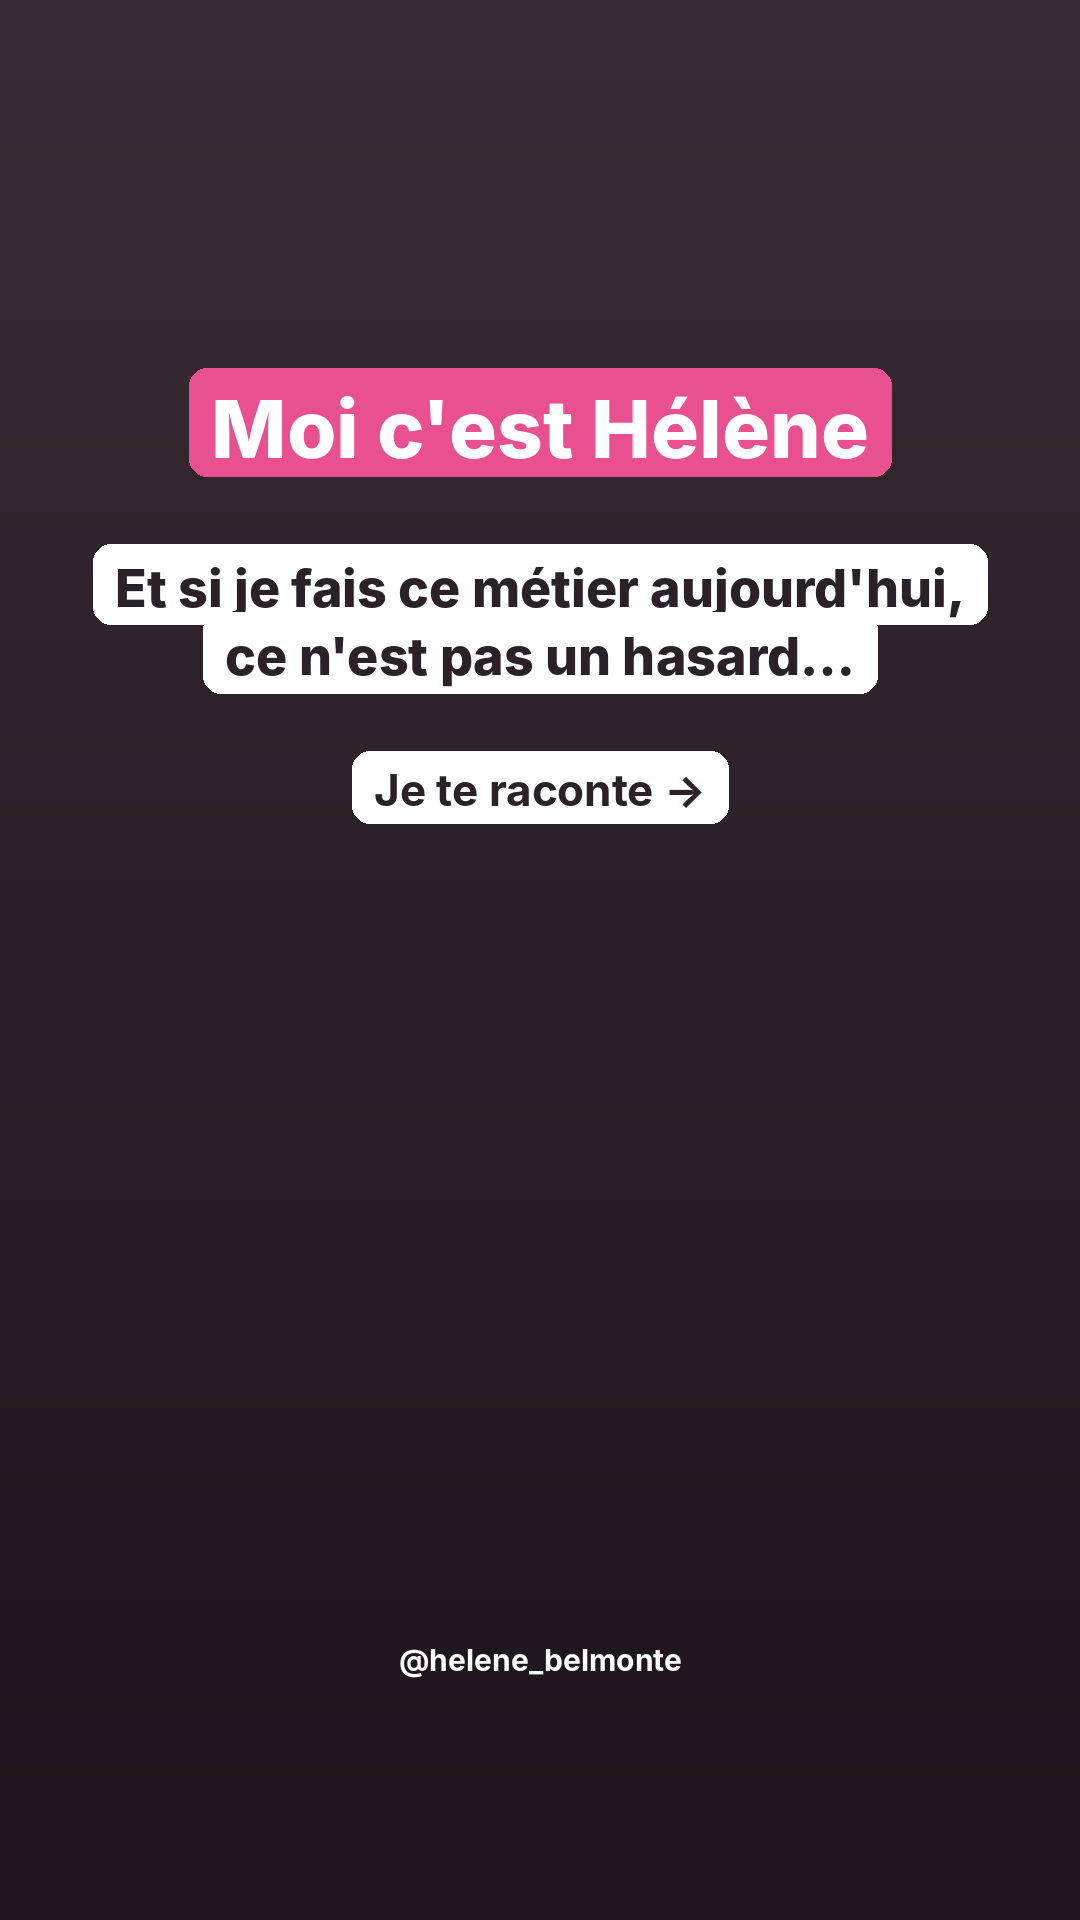 Moi c'est Hélène
Et si je fais ce métier aujourd'hui,
ce n'est pas un hasard...
Je te raconte →
@helene_belmonte